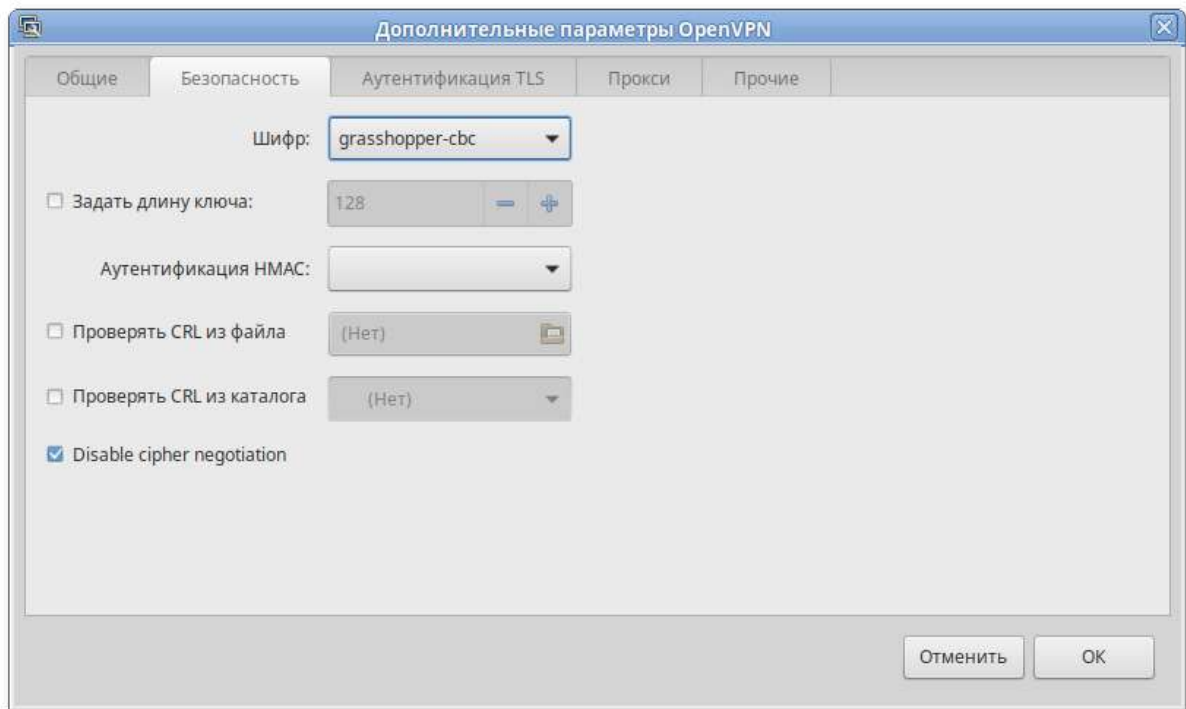 Дополнительные параметры OpenVPN
Общие Безопасность Аутентификация TLS Прокси Прочие
Шифр: grasshopper-cbc
Задать длину ключа: 128
Аутентификация HMAC:
Проверять CRL из файла (Нет)
Проверять CRL из каталога (Нет)
Disable cipher negotiation
Отменить OK